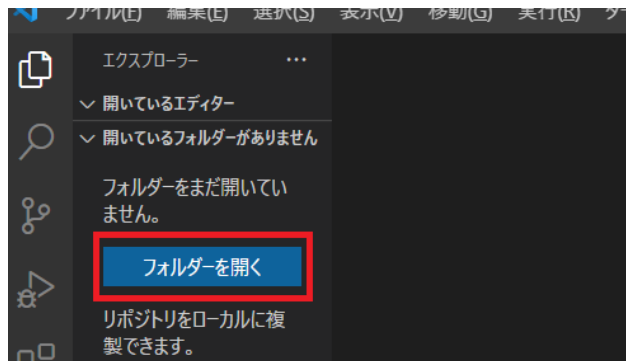 ファイル(F) 編集(E) 選択(S) 表示(V) 移動(G) 実行(R)
エクスプローラー ···
開いているエディター
開いているフォルダーがありません
フォルダーをまだ開いてい
ません。
フォルダーを開く
リポジトリをローカルに複
製できます。